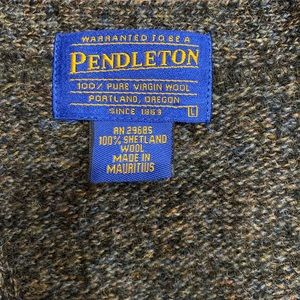 WARRANTED TO BE A
PENDLETON
100% PURE VIRGIN WOOL
PORTLAND, OREGON
SINCE 1863 L
RN 29685
100% SHETLAND
WOOL
MADE IN
MAURITIUS